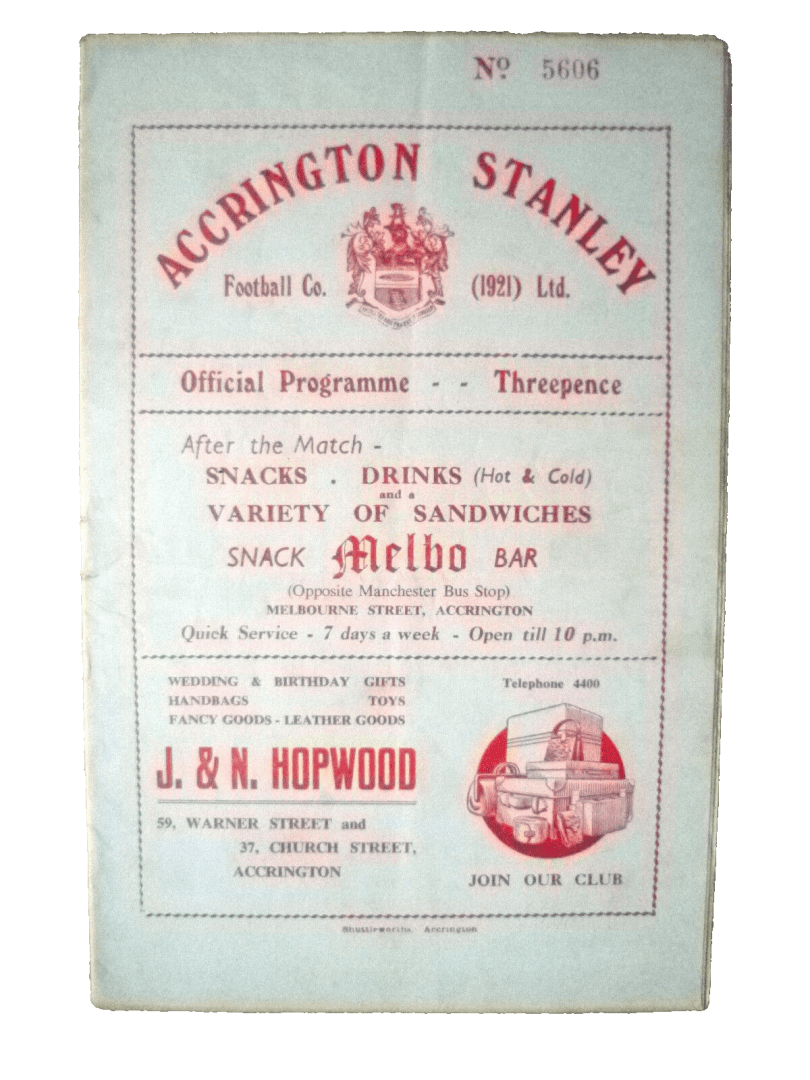 Nº 5606
ACCRINGTON STANLEY
Football Co. (1921) Ltd.
Official Programme - - Threepence
After the Match -
SNACKS . DRINKS (Hot & Cold)
and a
VARIETY OF SANDWICHES
SNACK Melbo BAR
(Opposite Manchester Bus Stop)
MELBOURNE STREET, ACCRINGTON
Quick Service - 7 days a week - Open till 10 p.m.
WEDDING & BIRTHDAY GIFTS
HANDBAGS TOYS
FANCY GOODS - LEATHER GOODS
J. & N. HOPWOOD
59, WARNER STREET and
37, CHURCH STREET,
ACCRINGTON
Telephone 4400
JOIN OUR CLUB
Shuttleworths, Accrington